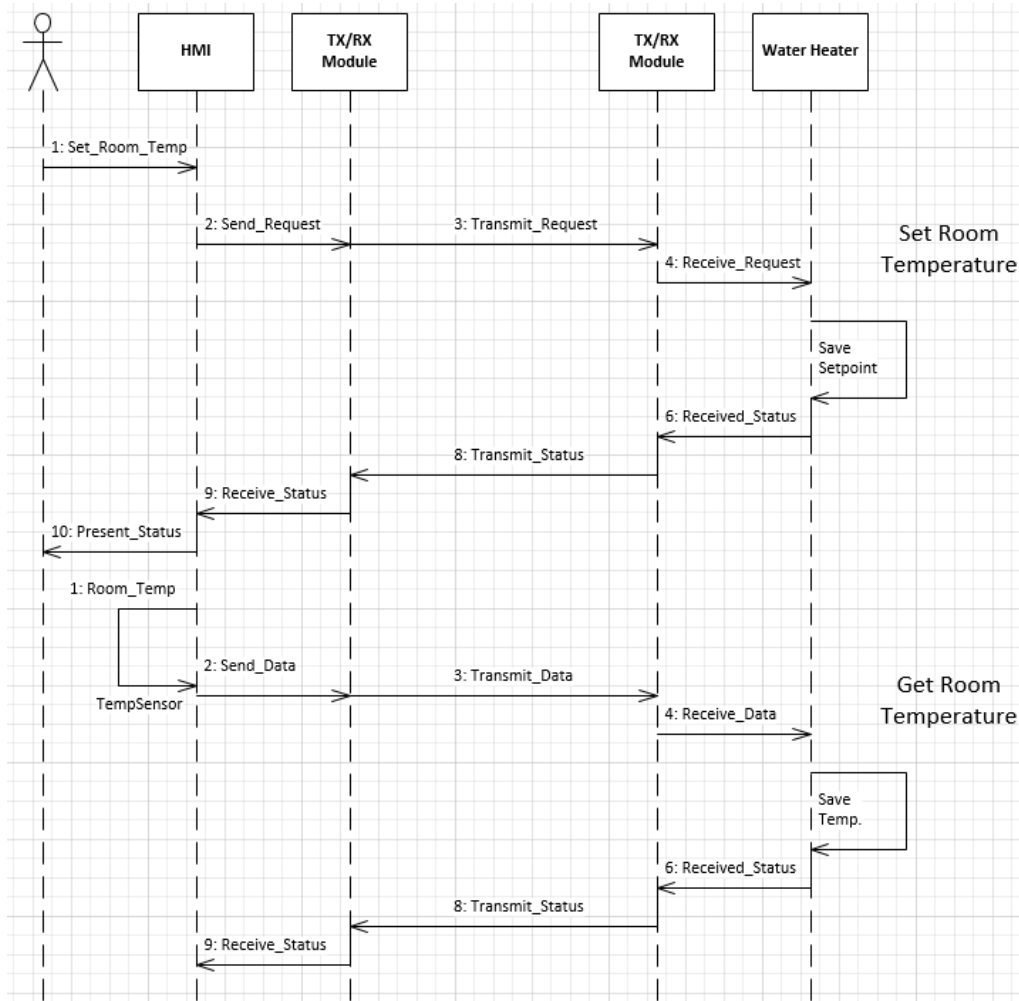 HMI
TX/RX
Module
TX/RX
Module
Water Heater
1: Set_Room_Temp
2: Send_Request
3: Transmit_Request
Set Room
Temperature
4: Receive_Request
Save
Setpoint
6: Received_Status
8: Transmit_Status
9: Receive_Status
10: Present_Status
1: Room_Temp
TempSensor
2: Send_Data
3: Transmit_Data
Get Room
Temperature
4: Receive_Data
Save
Temp.
6: Received_Status
8: Transmit_Status
9: Receive_Status